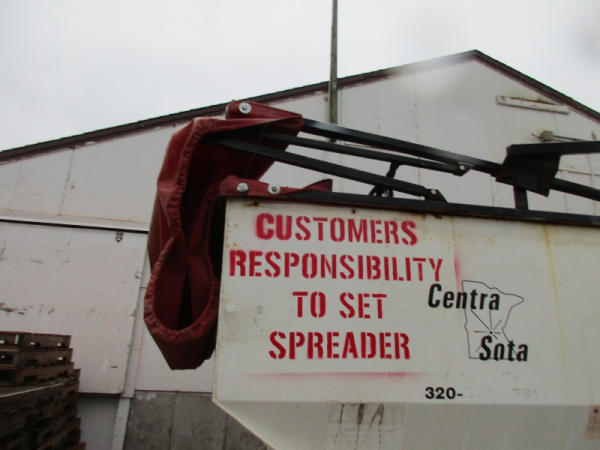 CUSTOMERS
RESPONSIBILITY
TO SET
SPREADER
Centra
Sota
320-